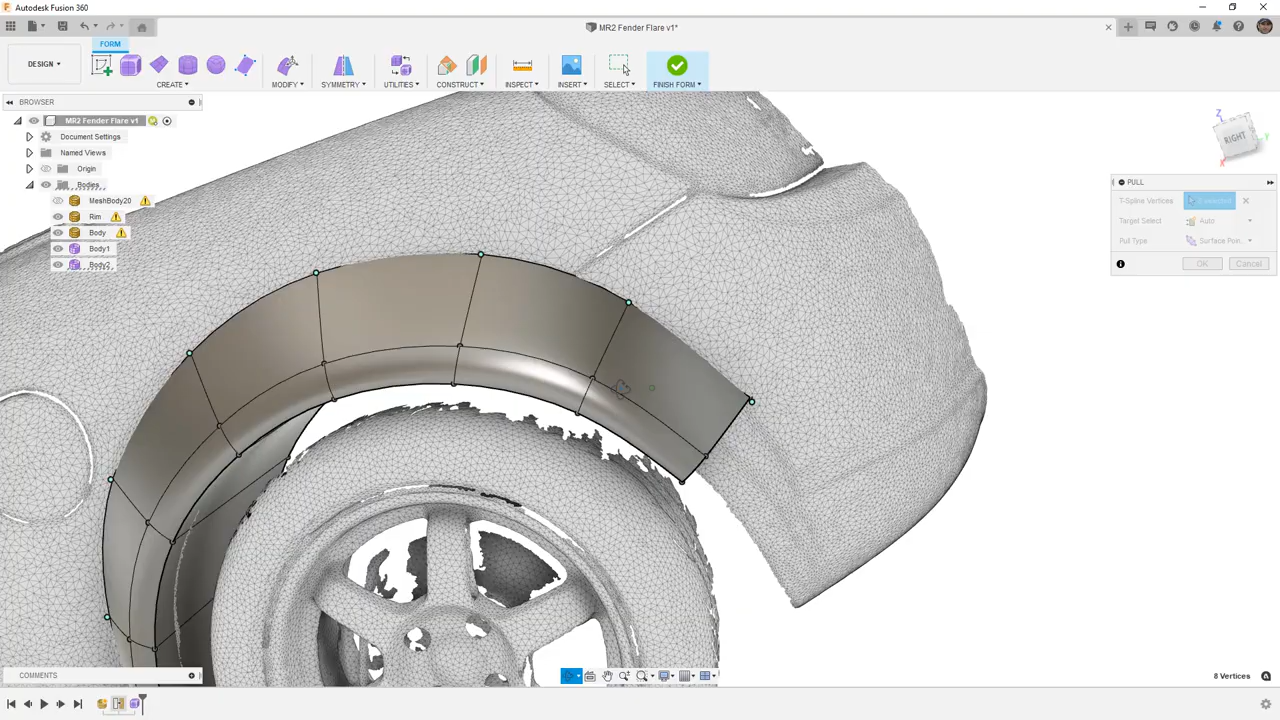 Autodesk Fusion 360
MR2 Fender Flare v1*
FORM
DESIGN
CREATE
MODIFY
SYMMETRY
UTILITIES
CONSTRUCT
INSPECT
INSERT
SELECT
FINISH FORM
BROWSER
MR2 Fender Flare v1
Document Settings
Named Views
Origin
Bodies
MeshBody20
Rim
Body
Body1
Body2
Z
RIGHT
Y
X
PULL
T-Spline Vertices
8 selected
Target Select
Auto
Pull Type
Surface Poin...
OK
Cancel
COMMENTS
8 Vertices